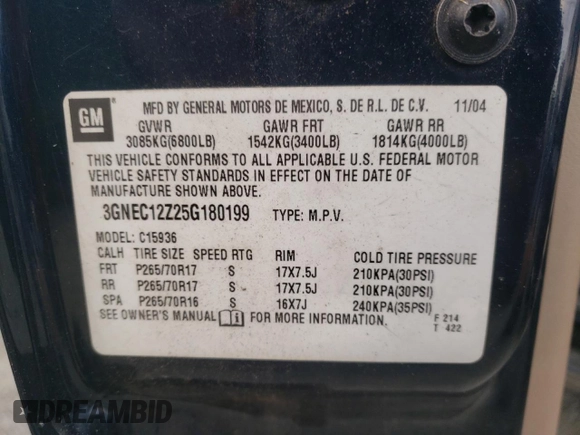 GM
MFD BY GENERAL MOTORS DE MEXICO, S. DE R.L. DE C.V. 11/04
GVWR GAWR FRT GAWR RR
3085KG(6800LB) 1542KG(3400LB) 1814KG(4000LB)
THIS VEHICLE CONFORMS TO ALL APPLICABLE U.S. FEDERAL MOTOR
VEHICLE SAFETY STANDARDS IN EFFECT ON THE DATE OF
MANUFACTURE SHOWN ABOVE.
3GNEC12Z25G180199 TYPE: M.P.V.
MODEL: C15936
CALH TIRE SIZE SPEED RTG RIM COLD TIRE PRESSURE
FRT P265/70R17 S 17X7.5J 210KPA(30PSI)
RR P265/70R17 S 17X7.5J 210KPA(30PSI)
SPA P265/70R16 S 16X7J 240KPA(35PSI)
SEE OWNER'S MANUAL FOR MORE INFORMATION. F 214
T 422
DREAMBID